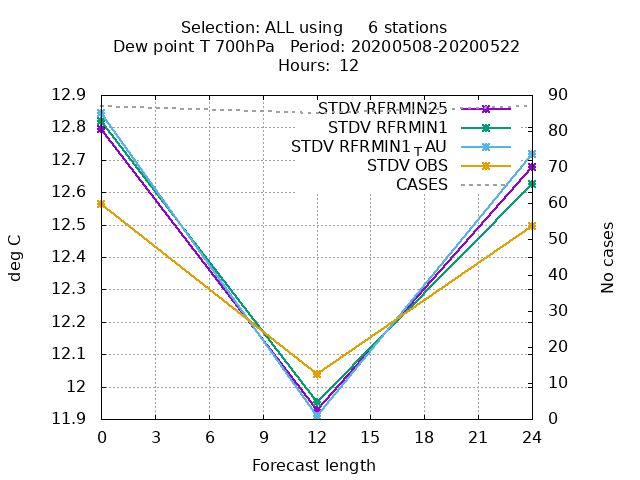 Selection: ALL using     6 stations
Dew point T 700hPa   Period: 20200508-20200522
Hours: 12
12.9
12.8
12.7
12.6
12.5
12.4
12.3
12.2
12.1
12
11.9
90
80
70
60
50
40
30
20
10
0
STDV RFRMIN25
STDV RFRMIN1
STDV RFRMIN1TAU
STDV OBS
CASES
deg C
No cases
0 3 6 9 12 15 18 21 24
Forecast length